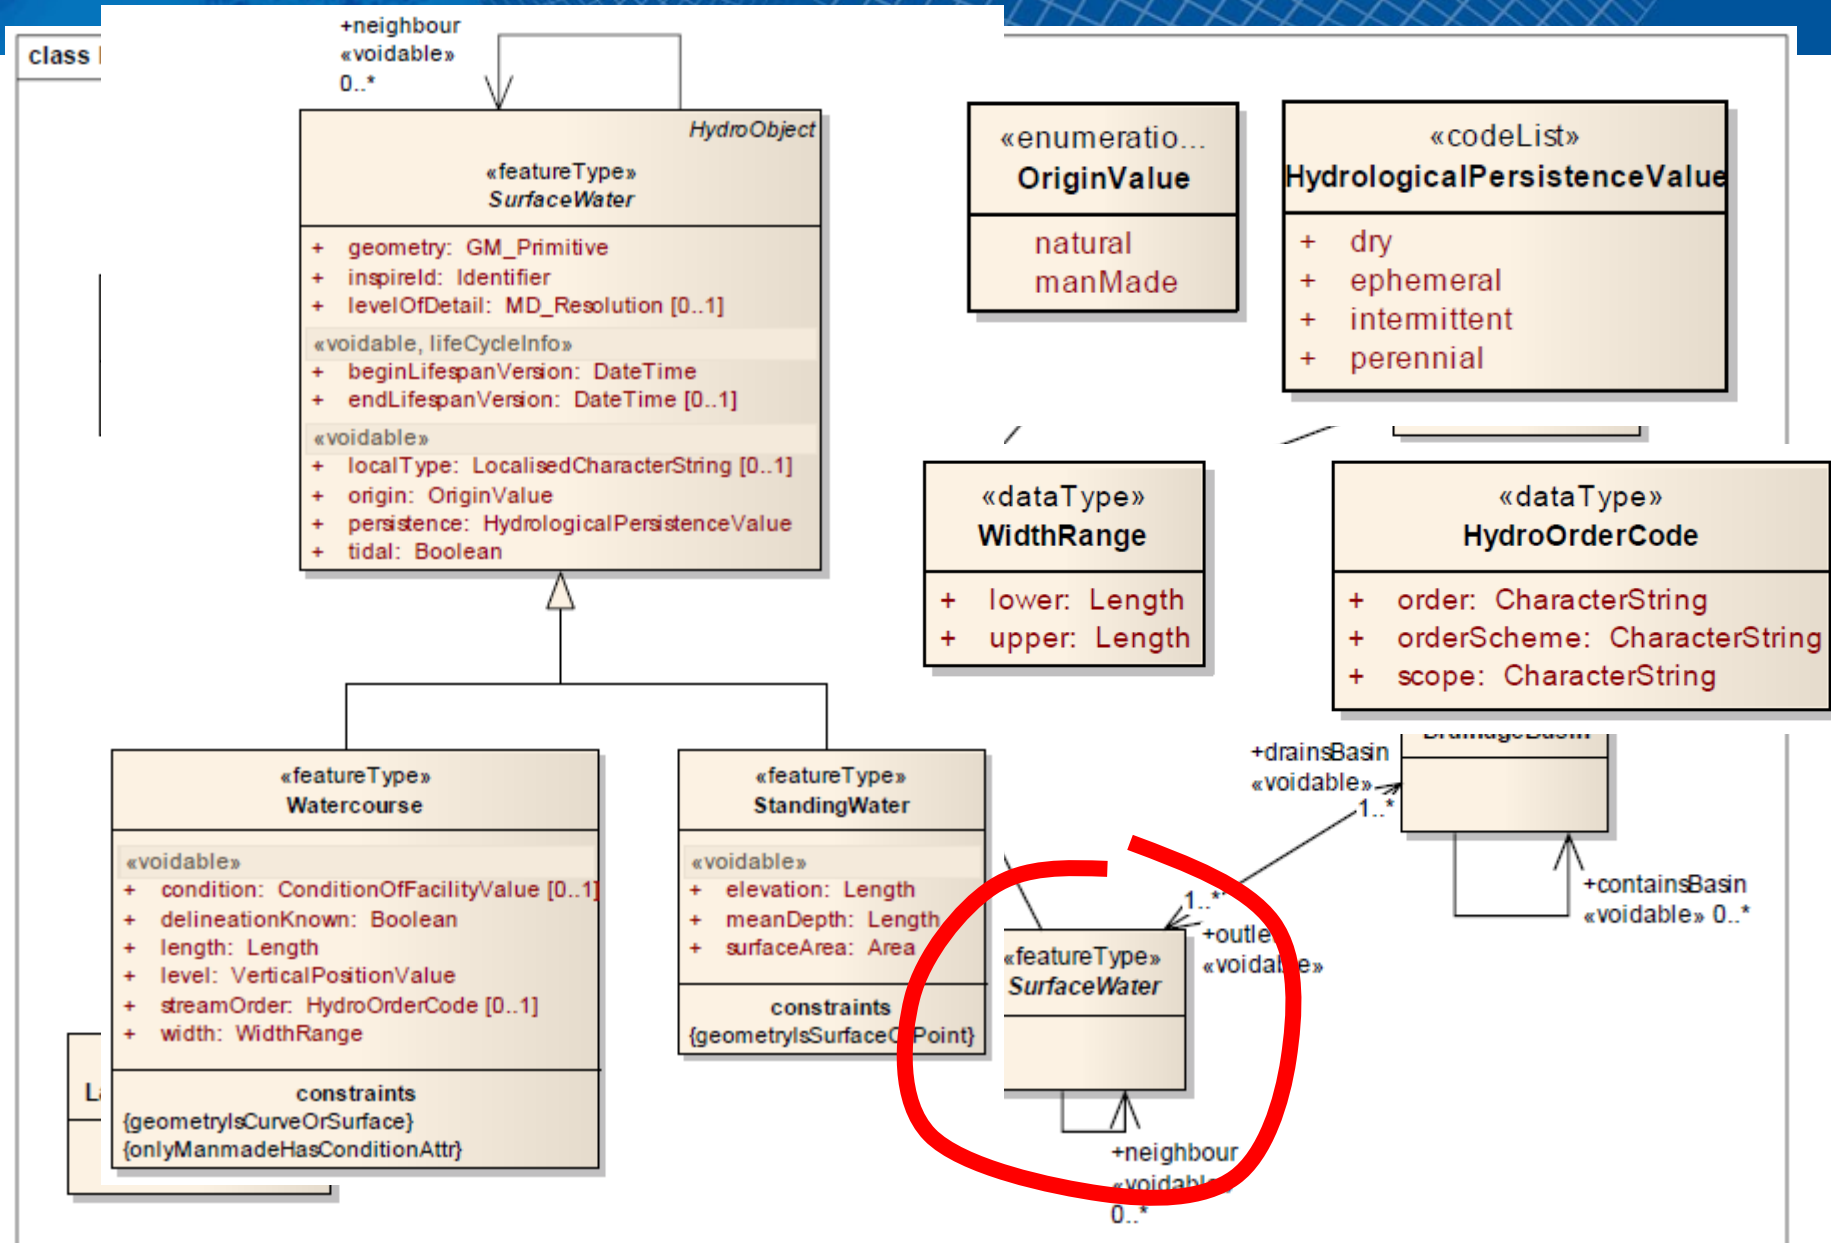 class
+neighbour
«voidable»
0..*
HydroObject
«featureType»
SurfaceWater
+ geometry: GM_Primitive
+ inspireId: Identifier
+ levelOfDetail: MD_Resolution [0..1]
«voidable, lifeCycleInfo»
+ beginLifespanVersion: DateTime
+ endLifespanVersion: DateTime [0..1]
«voidable»
+ localType: LocalisedCharacterString [0..1]
+ origin: OriginValue
+ persistence: HydrologicalPersistenceValue
+ tidal: Boolean
«enumeratio...
OriginValue
natural
manMade
«codeList»
HydrologicalPersistenceValue
+ dry
+ ephemeral
+ intermittent
+ perennial
«dataType»
WidthRange
+ lower: Length
+ upper: Length
«dataType»
HydroOrderCode
+ order: CharacterString
+ orderScheme: CharacterString
+ scope: CharacterString
«featureType»
Watercourse
«voidable»
+ condition: ConditionOfFacilityValue [0..1]
+ delineationKnown: Boolean
+ length: Length
+ level: VerticalPositionValue
+ streamOrder: HydroOrderCode [0..1]
+ width: WidthRange
constraints
{geometryIsCurveOrSurface}
{onlyManmadeHasConditionAttr}
«featureType»
StandingWater
«voidable»
+ elevation: Length
+ meanDepth: Length
+ surfaceArea: Area
constraints
{geometryIsSurfaceOrPoint}
DrainageBasin
+drainsBasin
«voidable»
1..*
+containsBasin
«voidable» 0..*
1..*
+outlet
«voidable»
«featureType»
SurfaceWater
+neighbour
«voidable»
0..*